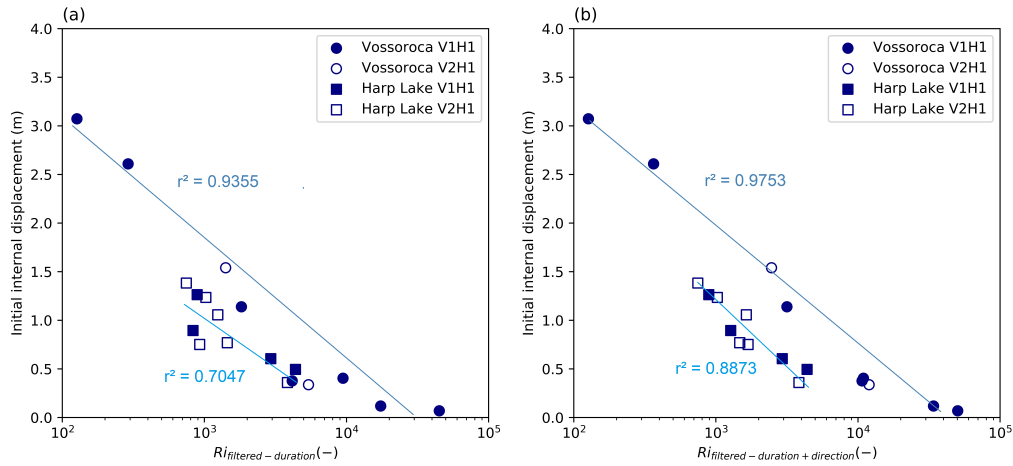 (a)
Initial internal displacement (m)
4.0
3.5
3.0
2.5
2.0
1.5
1.0
0.5
0.0
Vossoroca V1H1
Vossoroca V2H1
Harp Lake V1H1
Harp Lake V2H1
r² = 0.9355
r² = 0.7047
10² 10³ 10⁴ 10⁵
Ri_{filtered−duration}(−)
(b)
Initial internal displacement (m)
4.0
3.5
3.0
2.5
2.0
1.5
1.0
0.5
0.0
Vossoroca V1H1
Vossoroca V2H1
Harp Lake V1H1
Harp Lake V2H1
r² = 0.9753
r² = 0.8873
10² 10³ 10⁴ 10⁵
Ri_{filtered−duration+direction}(−)